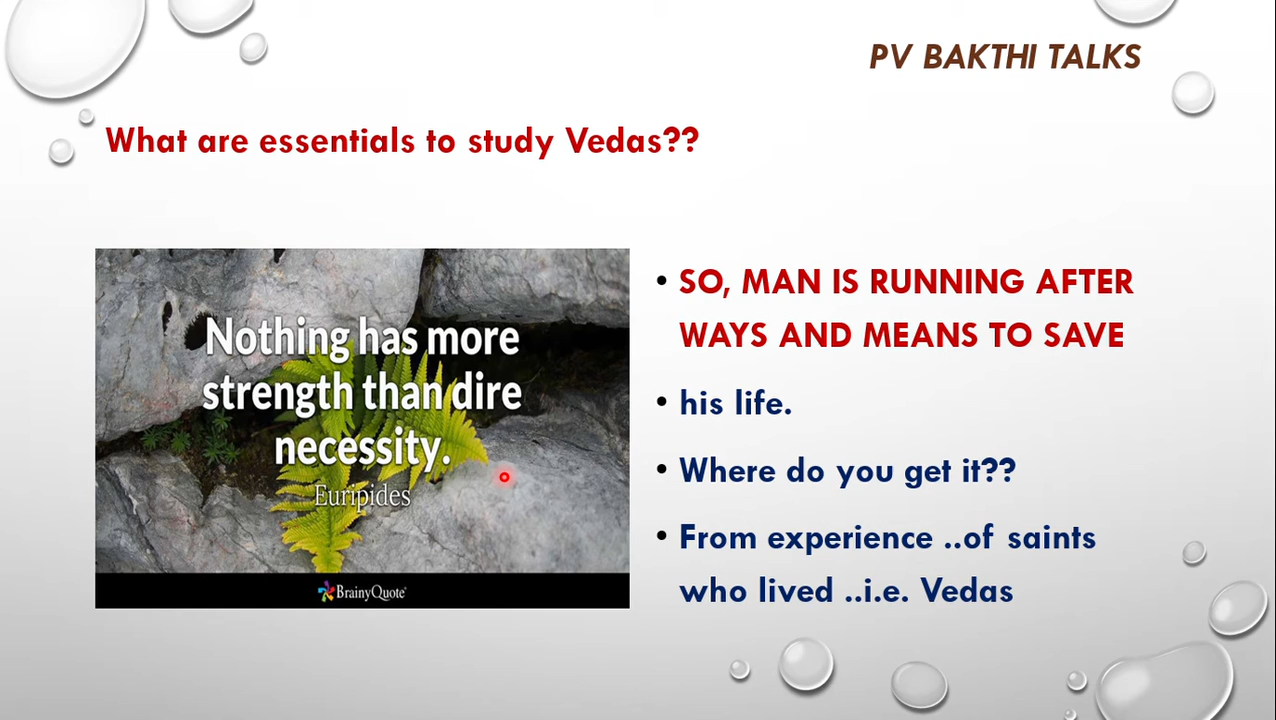 PV BAKTHI TALKS
What are essentials to study Vedas??
Nothing has more
strength than dire
necessity.
Euripides
BrainyQuote®
• SO, MAN IS RUNNING AFTER
WAYS AND MEANS TO SAVE
• his life.
• Where do you get it??
• From experience ..of saints
who lived ..i.e. Vedas